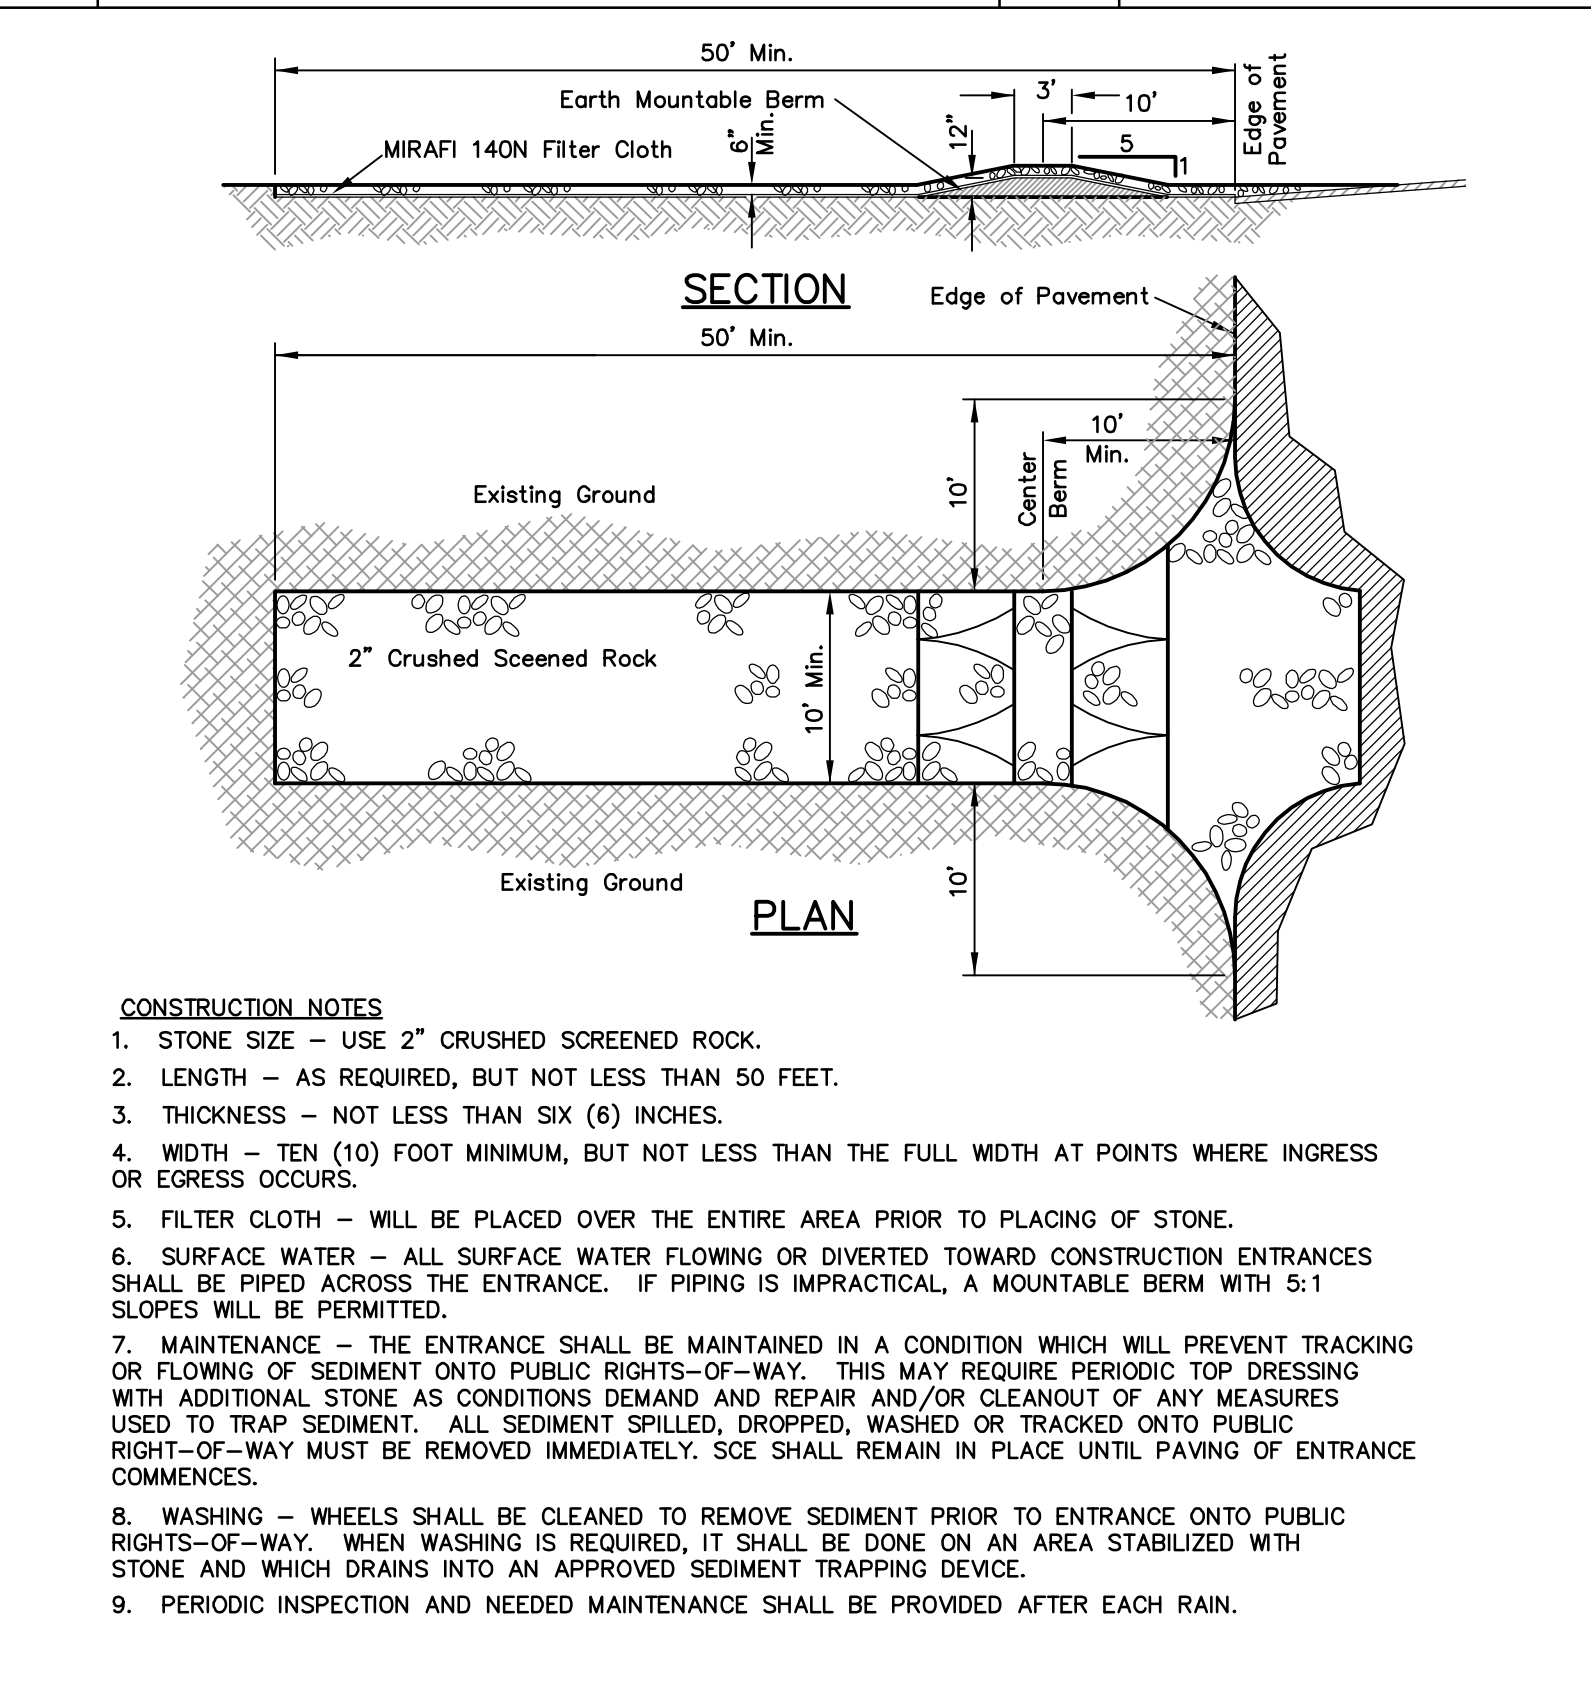 50' Min.
Earth Mountable Berm
3'
10'
Edge of
Pavement
MIRAFI 140N Filter Cloth
6"
Min.
12"
5
1
SECTION
Edge of Pavement
50' Min.
10'
Min.
10'
Center
Berm
Existing Ground
2" Crushed Sceened Rock
10' Min.
Existing Ground
10'
PLAN
CONSTRUCTION NOTES
1. STONE SIZE – USE 2" CRUSHED SCREENED ROCK.
2. LENGTH – AS REQUIRED, BUT NOT LESS THAN 50 FEET.
3. THICKNESS – NOT LESS THAN SIX (6) INCHES.
4. WIDTH – TEN (10) FOOT MINIMUM, BUT NOT LESS THAN THE FULL WIDTH AT POINTS WHERE INGRESS
OR EGRESS OCCURS.
5. FILTER CLOTH – WILL BE PLACED OVER THE ENTIRE AREA PRIOR TO PLACING OF STONE.
6. SURFACE WATER – ALL SURFACE WATER FLOWING OR DIVERTED TOWARD CONSTRUCTION ENTRANCES
SHALL BE PIPED ACROSS THE ENTRANCE. IF PIPING IS IMPRACTICAL, A MOUNTABLE BERM WITH 5:1
SLOPES WILL BE PERMITTED.
7. MAINTENANCE – THE ENTRANCE SHALL BE MAINTAINED IN A CONDITION WHICH WILL PREVENT TRACKING
OR FLOWING OF SEDIMENT ONTO PUBLIC RIGHTS–OF–WAY. THIS MAY REQUIRE PERIODIC TOP DRESSING
WITH ADDITIONAL STONE AS CONDITIONS DEMAND AND REPAIR AND/OR CLEANOUT OF ANY MEASURES
USED TO TRAP SEDIMENT. ALL SEDIMENT SPILLED, DROPPED, WASHED OR TRACKED ONTO PUBLIC
RIGHT–OF–WAY MUST BE REMOVED IMMEDIATELY. SCE SHALL REMAIN IN PLACE UNTIL PAVING OF ENTRANCE
COMMENCES.
8. WASHING – WHEELS SHALL BE CLEANED TO REMOVE SEDIMENT PRIOR TO ENTRANCE ONTO PUBLIC
RIGHTS–OF–WAY. WHEN WASHING IS REQUIRED, IT SHALL BE DONE ON AN AREA STABILIZED WITH
STONE AND WHICH DRAINS INTO AN APPROVED SEDIMENT TRAPPING DEVICE.
9. PERIODIC INSPECTION AND NEEDED MAINTENANCE SHALL BE PROVIDED AFTER EACH RAIN.